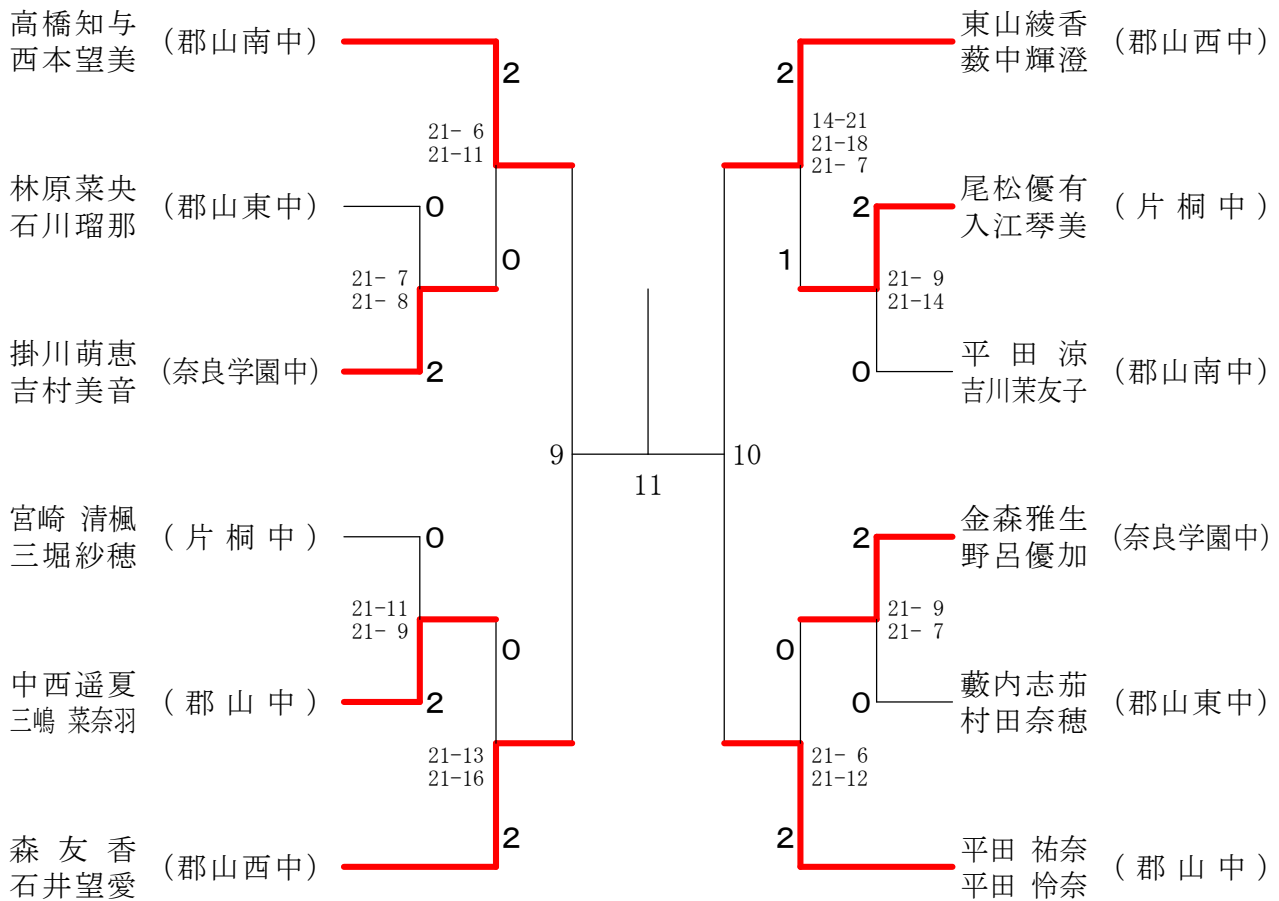 高橋知与
西本望美
(郡山南中)
2
21- 6
21-11
林原菜央
石川瑠那
(郡山東中)
0
0
21- 7
21- 8
掛川萌恵
吉村美音
(奈良学園中)
2
宮崎 清楓
三堀紗穂
(片桐中)
0
21-11
21- 9
0
中西遥夏
三嶋 菜奈羽
(郡山中)
2
21-13
21-16
森友香
石井望愛
(郡山西中)
2
9
11
10
東山綾香
薮中輝澄
(郡山西中)
2
14-21
21-18
21- 7
尾松優有
入江琴美
(片桐中)
2
1
21- 9
21-14
平田涼
吉川茉友子
(郡山南中)
0
金森雅生
野呂優加
(奈良学園中)
2
21- 9
21- 7
0
藪内志茄
村田奈穂
(郡山東中)
0
21- 6
21-12
平田 祐奈
平田 怜奈
(郡山中)
2